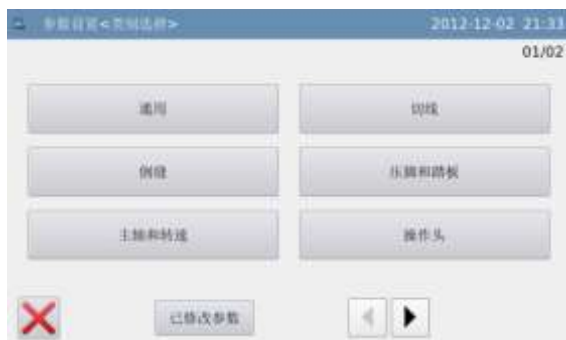 参数设置<类别选择> 2012-12-02 21:33
01/02
通用 切线
倒缝 压脚和踏板
主轴和转速 操作头
已修改参数